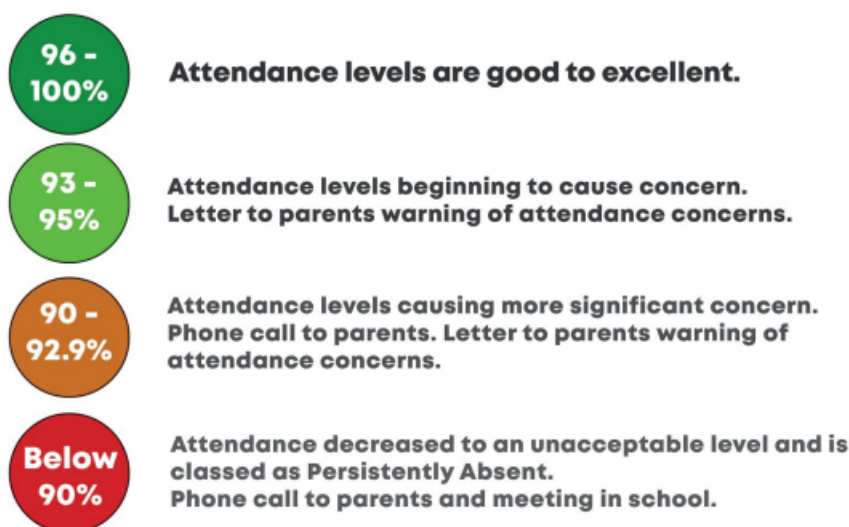 96 -
100%
Attendance levels are good to excellent.
93 -
95%
Attendance levels beginning to cause concern.
Letter to parents warning of attendance concerns.
90 -
92.9%
Attendance levels causing more significant concern.
Phone call to parents. Letter to parents warning of
attendance concerns.
Below
90%
Attendance decreased to an unacceptable level and is
classed as Persistently Absent.
Phone call to parents and meeting in school.